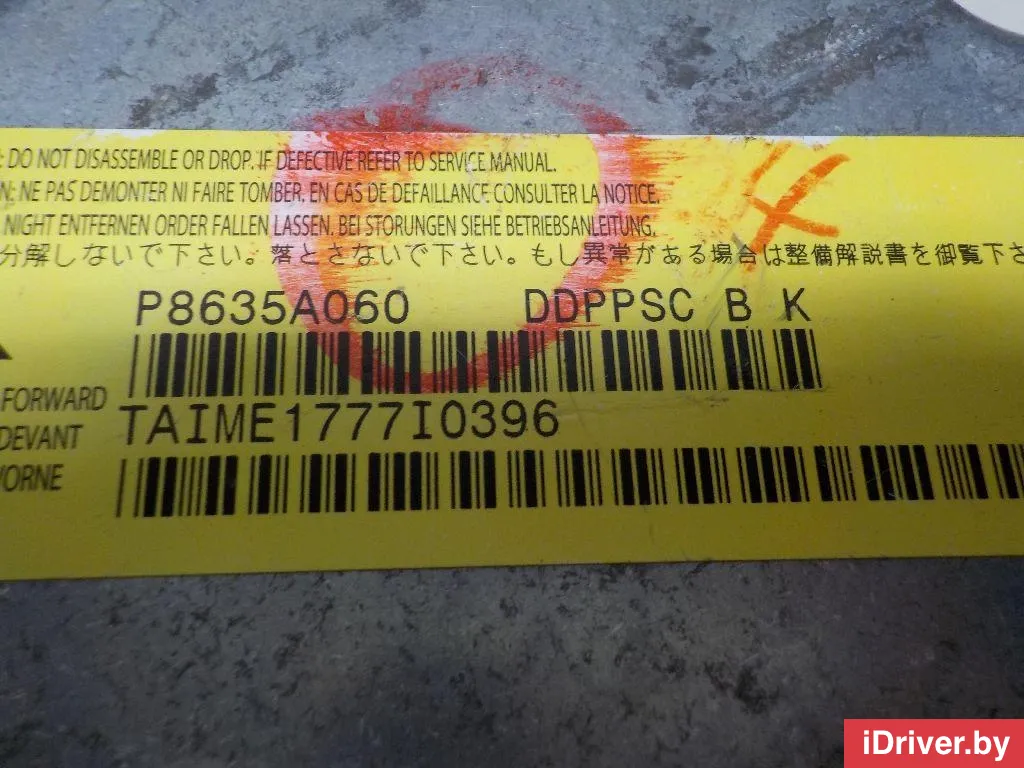 : DO NOT DISASSEMBLE OR DROP. IF DEFECTIVE REFER TO SERVICE MANUAL.
N: NE PAS DEMONTER NI FAIRE TOMBER. EN CAS DE DEFAILLANCE CONSULTER LA NOTICE.
NIGHT ENTFERNEN ORDER FALLEN LASSEN. BEI STORUNGEN SIEHE BETRIEBSANLEITUNG.
分解しないで下さい。落とさないで下さい。もし異常がある場合は整備解説書を御覧下さ
4
P8635A060 DDPPSC B K
FORWARD
DEVANT
VORNE
TAIME1777I0396
iDriver.by